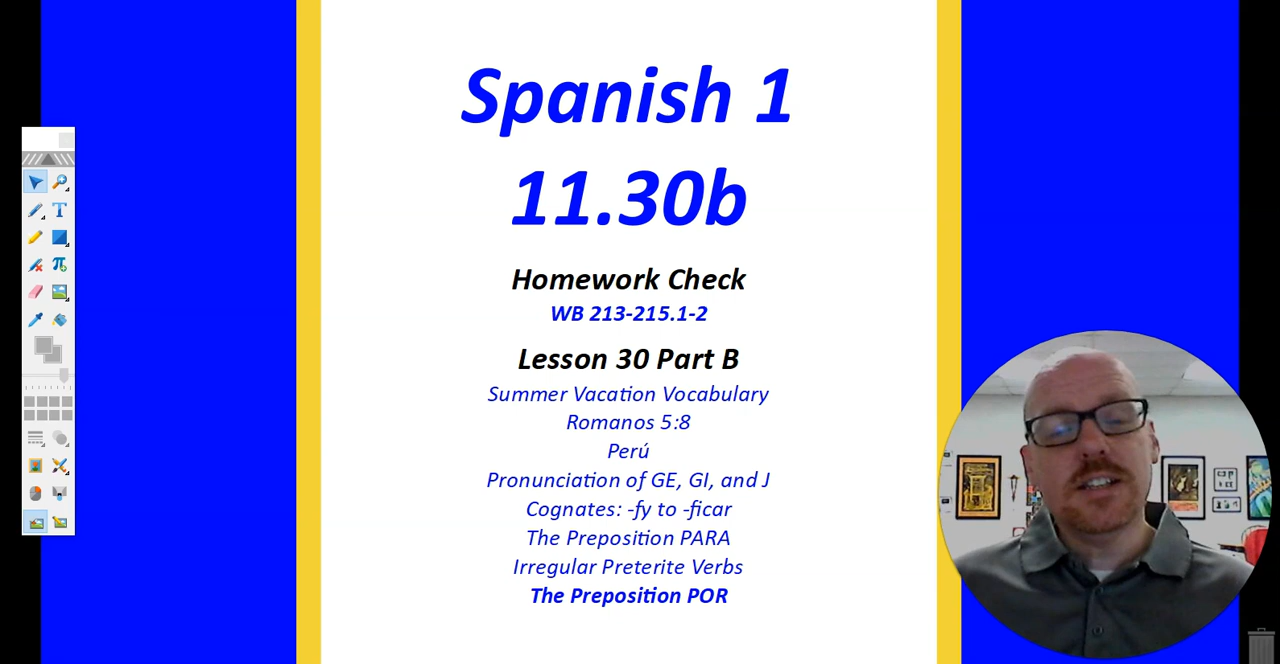 Spanish 1
11.30b
Homework Check
WB 213-215.1-2
Lesson 30 Part B
Summer Vacation Vocabulary
Romanos 5:8
Perú
Pronunciation of GE, GI, and J
Cognates: -fy to -ficar
The Preposition PARA
Irregular Preterite Verbs
The Preposition POR